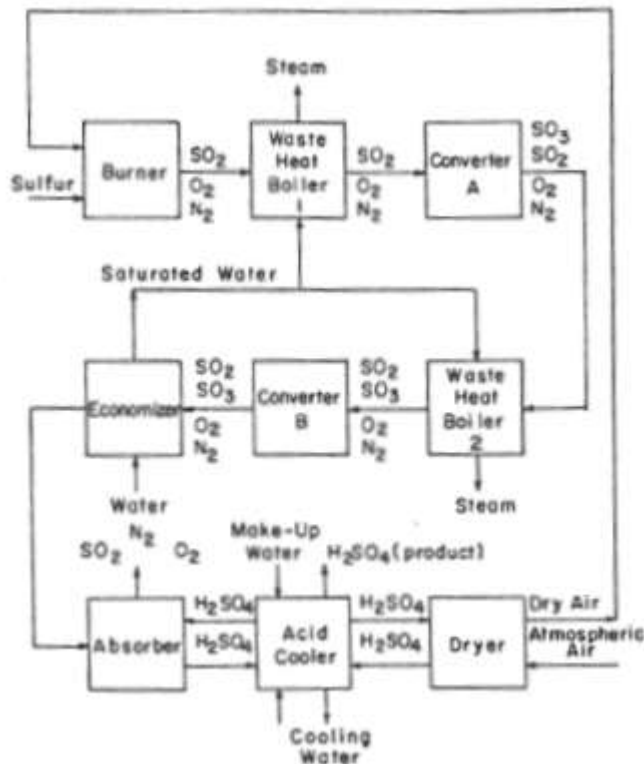 Steam
Sulfur
Burner
SO2
O2
N2
Waste
Heat
Boiler
1
SO2
O2
N2
Converter
A
SO3
SO2
O2
N2
Saturated Water
Economizer
SO2
SO3
O2
N2
Converter
B
SO2
SO3
O2
N2
Waste
Heat
Boiler
2
Water
Steam
SO2 N2 O2
Make-Up
Water
H2SO4(product)
Absorber
H2SO4
H2SO4
Acid
Cooler
H2SO4
H2SO4
Dryer
Dry Air
Atmospheric
Air
Cooling
Water